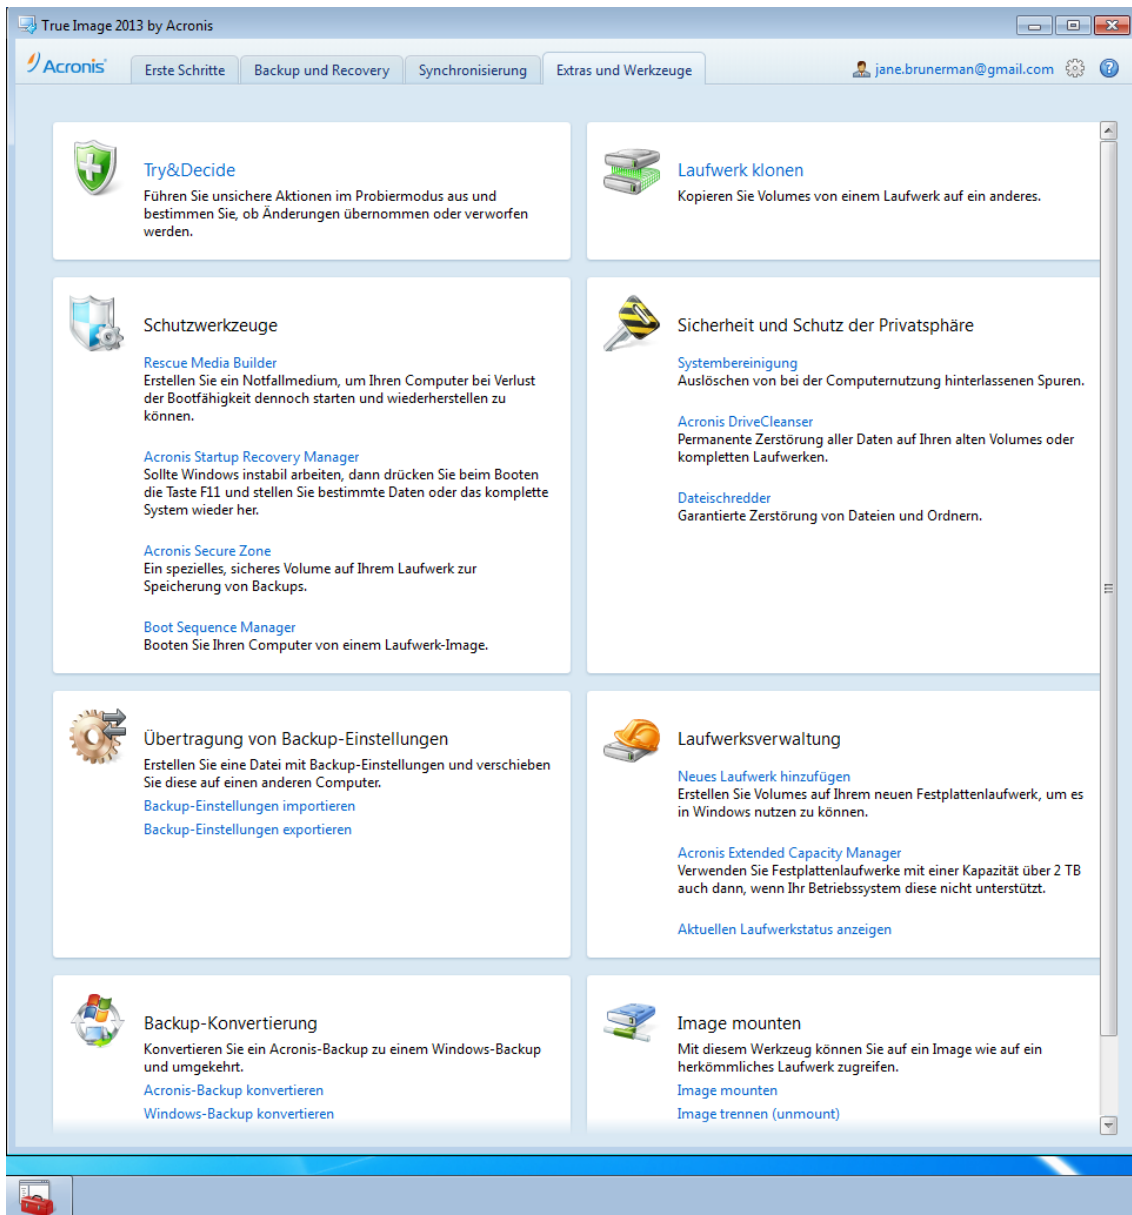 True Image 2013 by Acronis
Acronis
Erste Schritte
Backup und Recovery
Synchronisierung
Extras und Werkzeuge
jane.brunerman@gmail.com
?
Try&Decide
Führen Sie unsichere Aktionen im Probiermodus aus und
bestimmen Sie, ob Änderungen übernommen oder verworfen
werden.
Laufwerk klonen
Kopieren Sie Volumes von einem Laufwerk auf ein anderes.
Schutzwerkzeuge
Rescue Media Builder
Erstellen Sie ein Notfallmedium, um Ihren Computer bei Verlust
der Bootfähigkeit dennoch starten und wiederherstellen zu
können.
Acronis Startup Recovery Manager
Sollte Windows instabil arbeiten, dann drücken Sie beim Booten
die Taste F11 und stellen Sie bestimmte Daten oder das komplette
System wieder her.
Acronis Secure Zone
Ein spezielles, sicheres Volume auf Ihrem Laufwerk zur
Speicherung von Backups.
Boot Sequence Manager
Booten Sie Ihren Computer von einem Laufwerk-Image.
Sicherheit und Schutz der Privatsphäre
Systembereinigung
Auslöschen von bei der Computernutzung hinterlassenen Spuren.
Acronis DriveCleanser
Permanente Zerstörung aller Daten auf Ihren alten Volumes oder
kompletten Laufwerken.
Dateischredder
Garantierte Zerstörung von Dateien und Ordnern.
Übertragung von Backup-Einstellungen
Erstellen Sie eine Datei mit Backup-Einstellungen und verschieben
Sie diese auf einen anderen Computer.
Backup-Einstellungen importieren
Backup-Einstellungen exportieren
Laufwerksverwaltung
Neues Laufwerk hinzufügen
Erstellen Sie Volumes auf Ihrem neuen Festplattenlaufwerk, um es
in Windows nutzen zu können.
Acronis Extended Capacity Manager
Verwenden Sie Festplattenlaufwerke mit einer Kapazität über 2 TB
auch dann, wenn Ihr Betriebssystem diese nicht unterstützt.
Aktuellen Laufwerkstatus anzeigen
Backup-Konvertierung
Konvertieren Sie ein Acronis-Backup zu einem Windows-Backup
und umgekehrt.
Acronis-Backup konvertieren
Windows-Backup konvertieren
Image mounten
Mit diesem Werkzeug können Sie auf ein Image wie auf ein
herkömmliches Laufwerk zugreifen.
Image mounten
Image trennen (unmount)